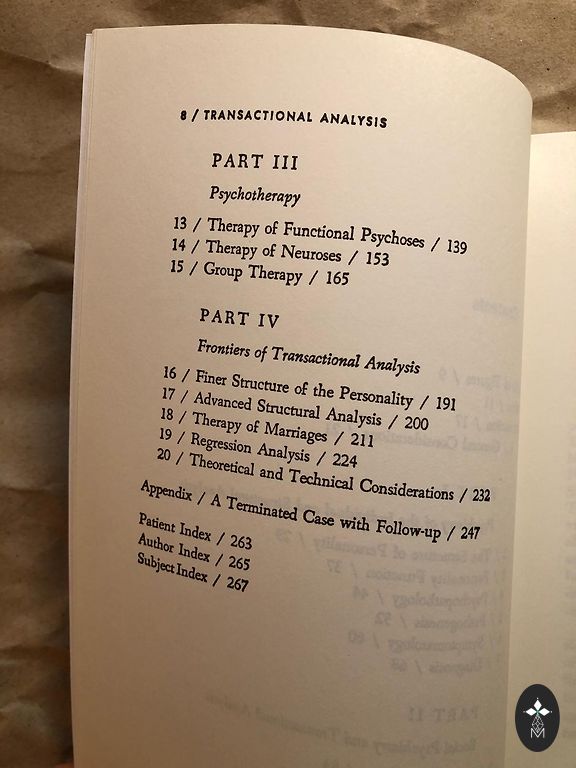 8 / TRANSACTIONAL ANALYSIS
PART III
Psychotherapy
13 / Therapy of Functional Psychoses / 139
14 / Therapy of Neuroses / 153
15 / Group Therapy / 165
PART IV
Frontiers of Transactional Analysis
16 / Finer Structure of the Personality / 191
17 / Advanced Structural Analysis / 200
18 / Therapy of Marriages / 211
19 / Regression Analysis / 224
20 / Theoretical and Technical Considerations / 232
Appendix / A Terminated Case with Follow-up / 247
Patient Index / 263
Author Index / 265
Subject Index / 267